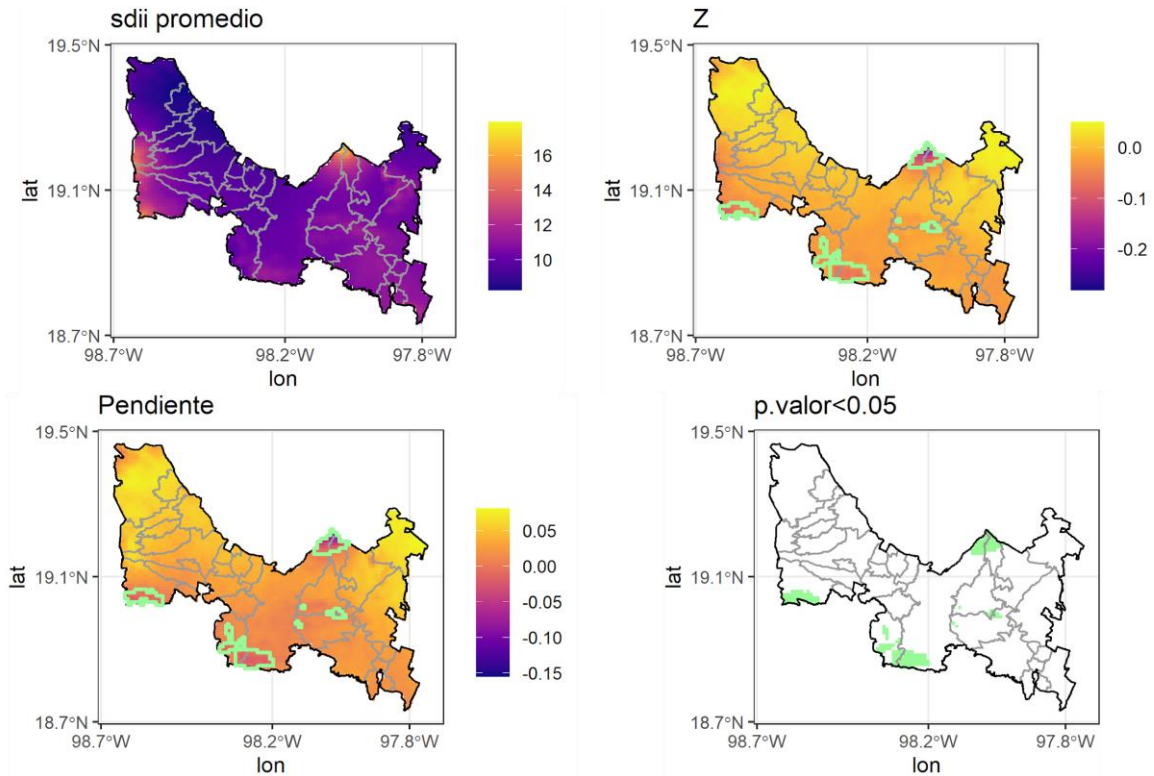 sdii promedio
19.5°N
19.1°N
18.7°N
98.7°W 98.2°W 97.8°W
lon
lat
16
14
12
10
Z
19.5°N
19.1°N
18.7°N
98.7°W 98.2°W 97.8°W
lon
lat
0.0
-0.1
-0.2
Pendiente
19.5°N
19.1°N
18.7°N
98.7°W 98.2°W 97.8°W
lon
lat
0.05
0.00
-0.05
-0.10
-0.15
p.valor<0.05
19.5°N
19.1°N
18.7°N
98.7°W 98.2°W 97.8°W
lon
lat